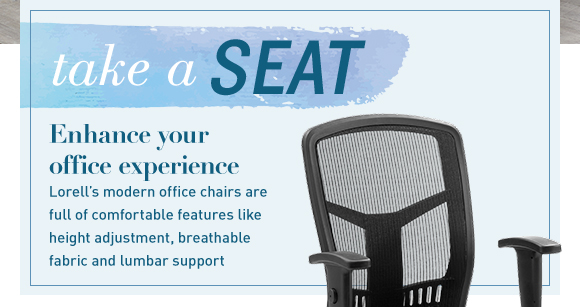 take a SEAT
Enhance your
office experience
Lorell's modern office chairs are
full of comfortable features like
height adjustment, breathable
fabric and lumbar support